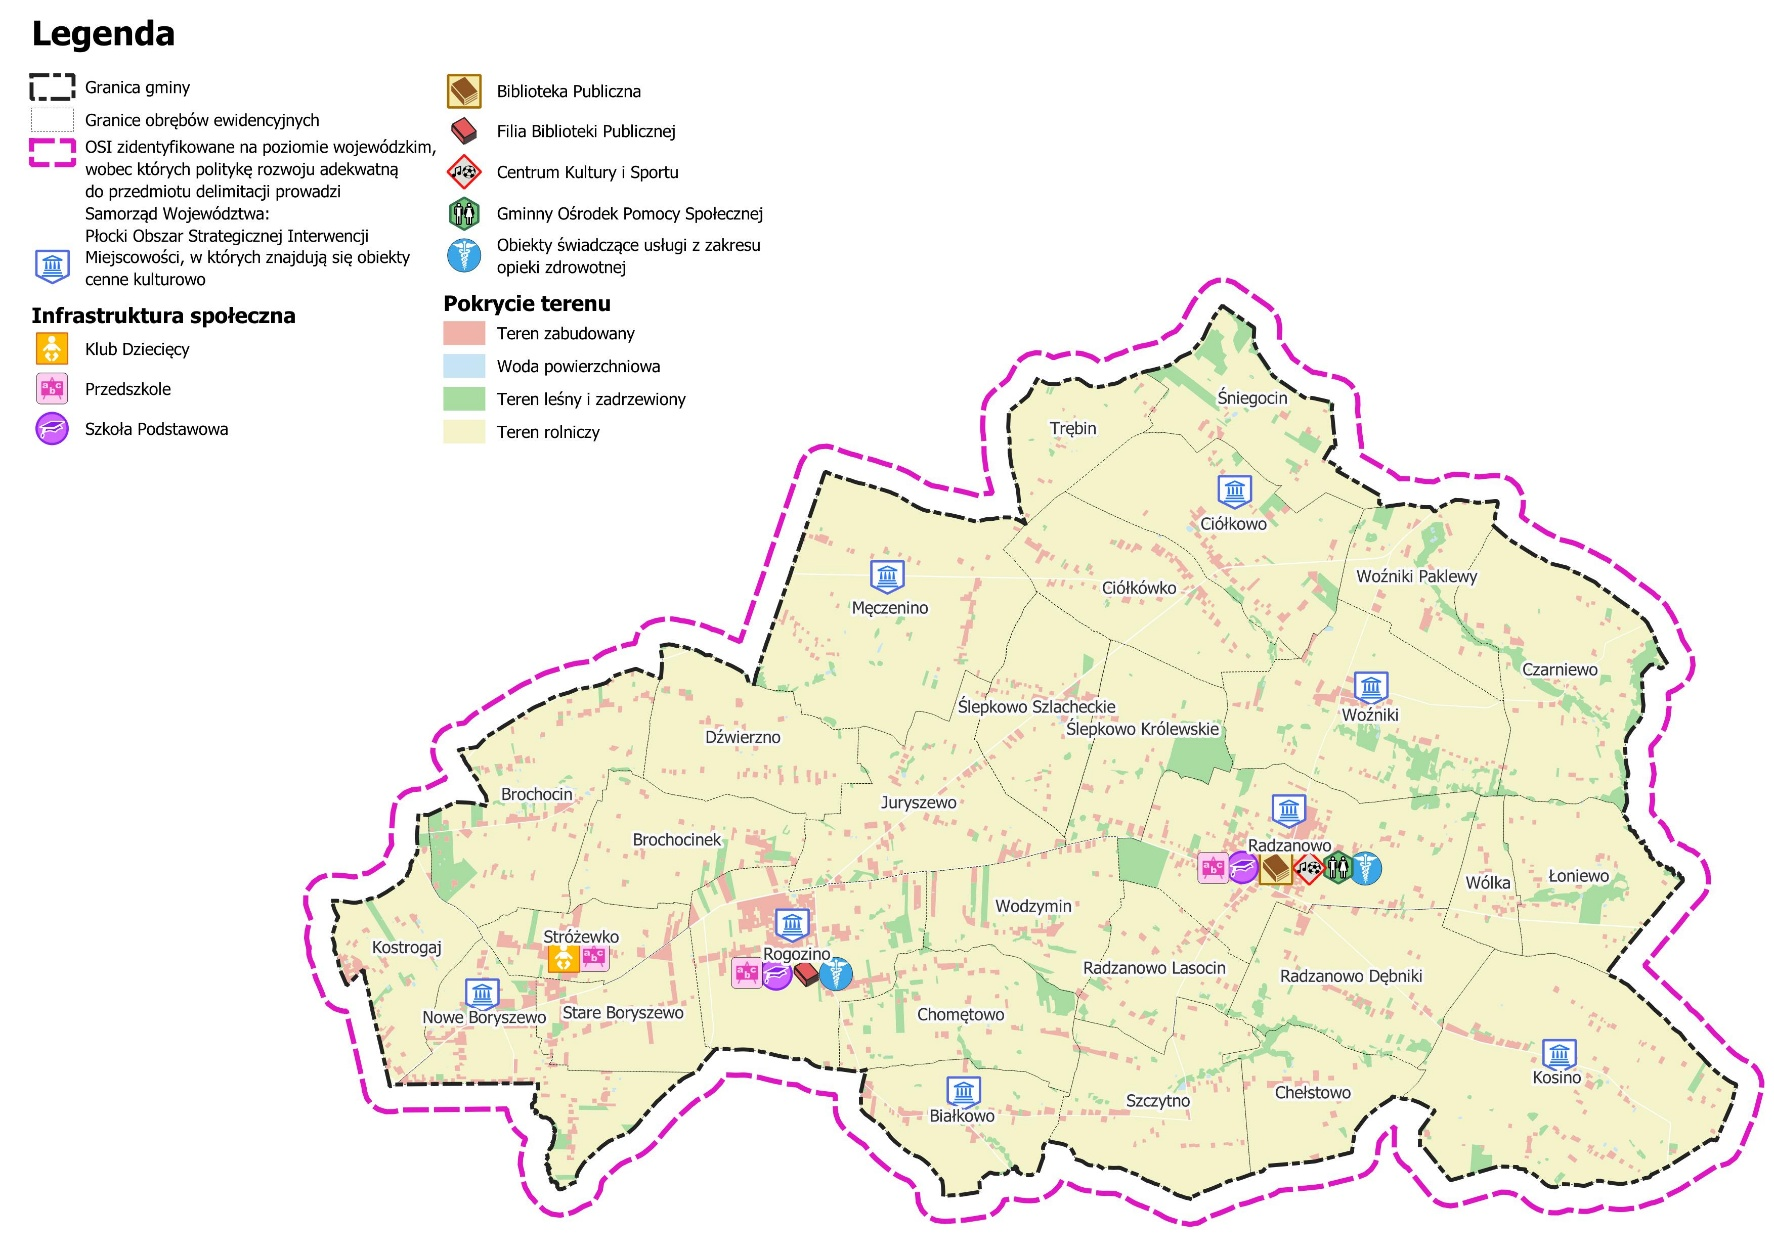 Legenda
Granica gminy
Granice obrębów ewidencyjnych
OSI zidentyfikowane na poziomie wojewódzkim,
wobec których politykę rozwoju adekwatną
do przedmiotu delimitacji prowadzi
Samorząd Województwa:
Płocki Obszar Strategicznej Interwencji
Miejscowości, w których znajdują się obiekty
cenne kulturowo
Infrastruktura społeczna
Klub Dziecięcy
Przedszkole
Szkoła Podstawowa
Biblioteka Publiczna
Filia Biblioteki Publicznej
Centrum Kultury i Sportu
Gminny Ośrodek Pomocy Społecznej
Obiekty świadczące usługi z zakresu
opieki zdrowotnej
Pokrycie terenu
Teren zabudowany
Woda powierzchniowa
Teren leśny i zadrzewiony
Teren rolniczy
Śniegocin
Trębin
Ciółkowo
Woźniki Paklewy
Ciółkówko
Męczenino
Czarniewo
Ślepkowo Szlacheckie
Woźniki
Ślepkowo Królewskie
Dźwierzno
Brochocin
Juryszewo
Brochocinek
Radzanowo
Łoniewo
Wólka
Wodzymin
Stróżewko
Kostrogaj
Rogozino
Radzanowo Lasocin
Radzanowo Dębniki
Nowe Boryszewo
Stare Boryszewo
Chomętowo
Kosino
Chełstowo
Szczytno
Białkowo